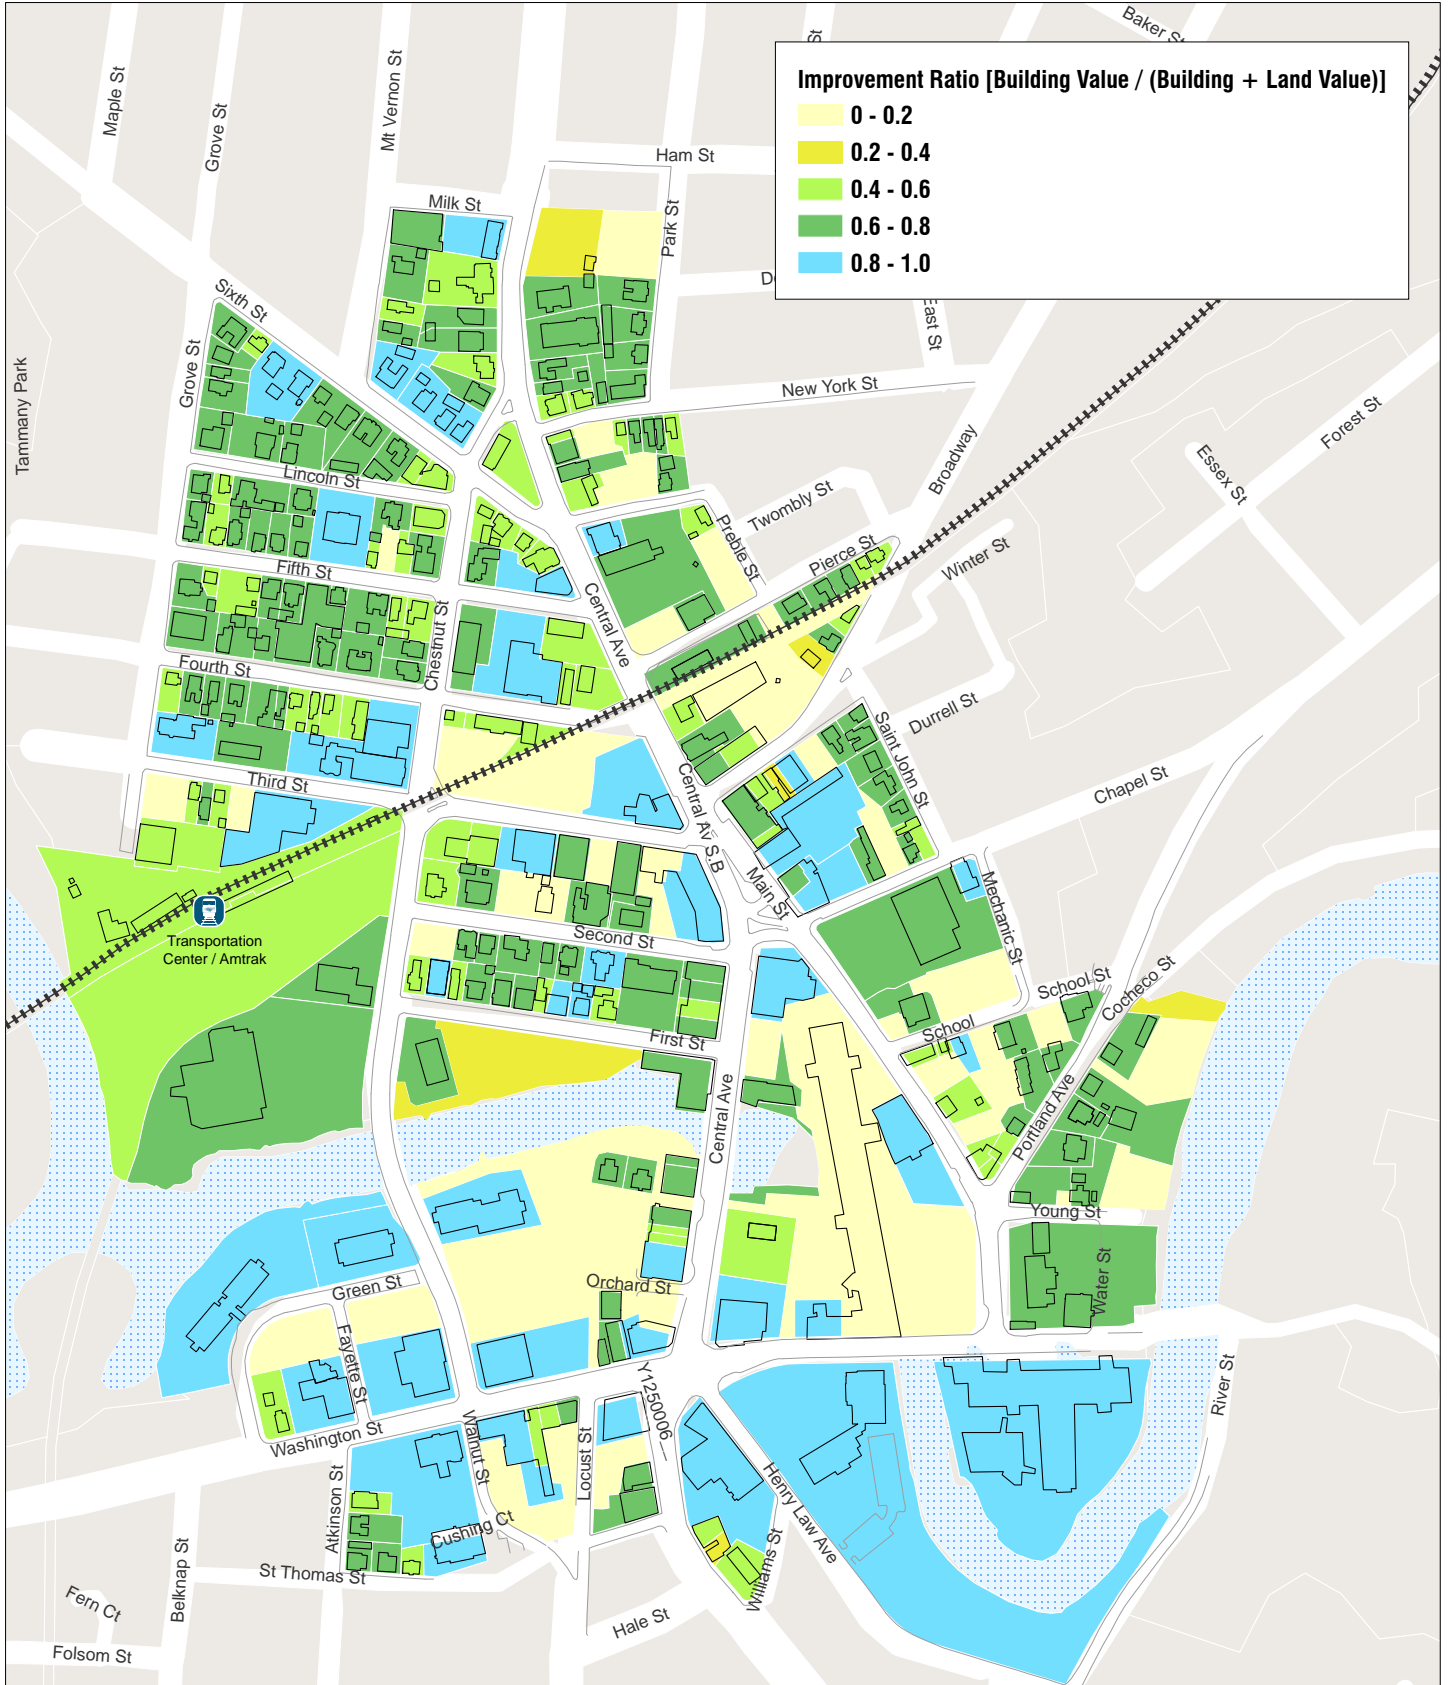 Baker St
St
Improvement Ratio [Building Value / (Building + Land Value)]
0 - 0.2
0.2 - 0.4
0.4 - 0.6
0.6 - 0.8
0.8 - 1.0
Maple St
Grove St
Mt Vernon St
Ham St
Milk St
Park St
East St
Sixth St
Grove St
Tammany Park
New York St
Broadway
Forest St
Essex St
Lincoln St
Twombly St
Preble St
Pierce St
Winter St
Fifth St
Central Ave
Chestnut St
Fourth St
Saint John St
Durrell St
Third St
Central Av S.B
Chapel St
Main St
Mechanic St
Transportation
Center / Amtrak
Second St
School St
Cocheco St
School
First St
Central Ave
Portland Ave
Young St
Water St
Green St
Orchard St
Fayette St
Y1250006
River St
Washington St
Walnut St
Locust St
Atkinson St
Cushing Ct
Henry Law Ave
Williams St
St Thomas St
Belknap St
Fern Ct
Hale St
Folsom St